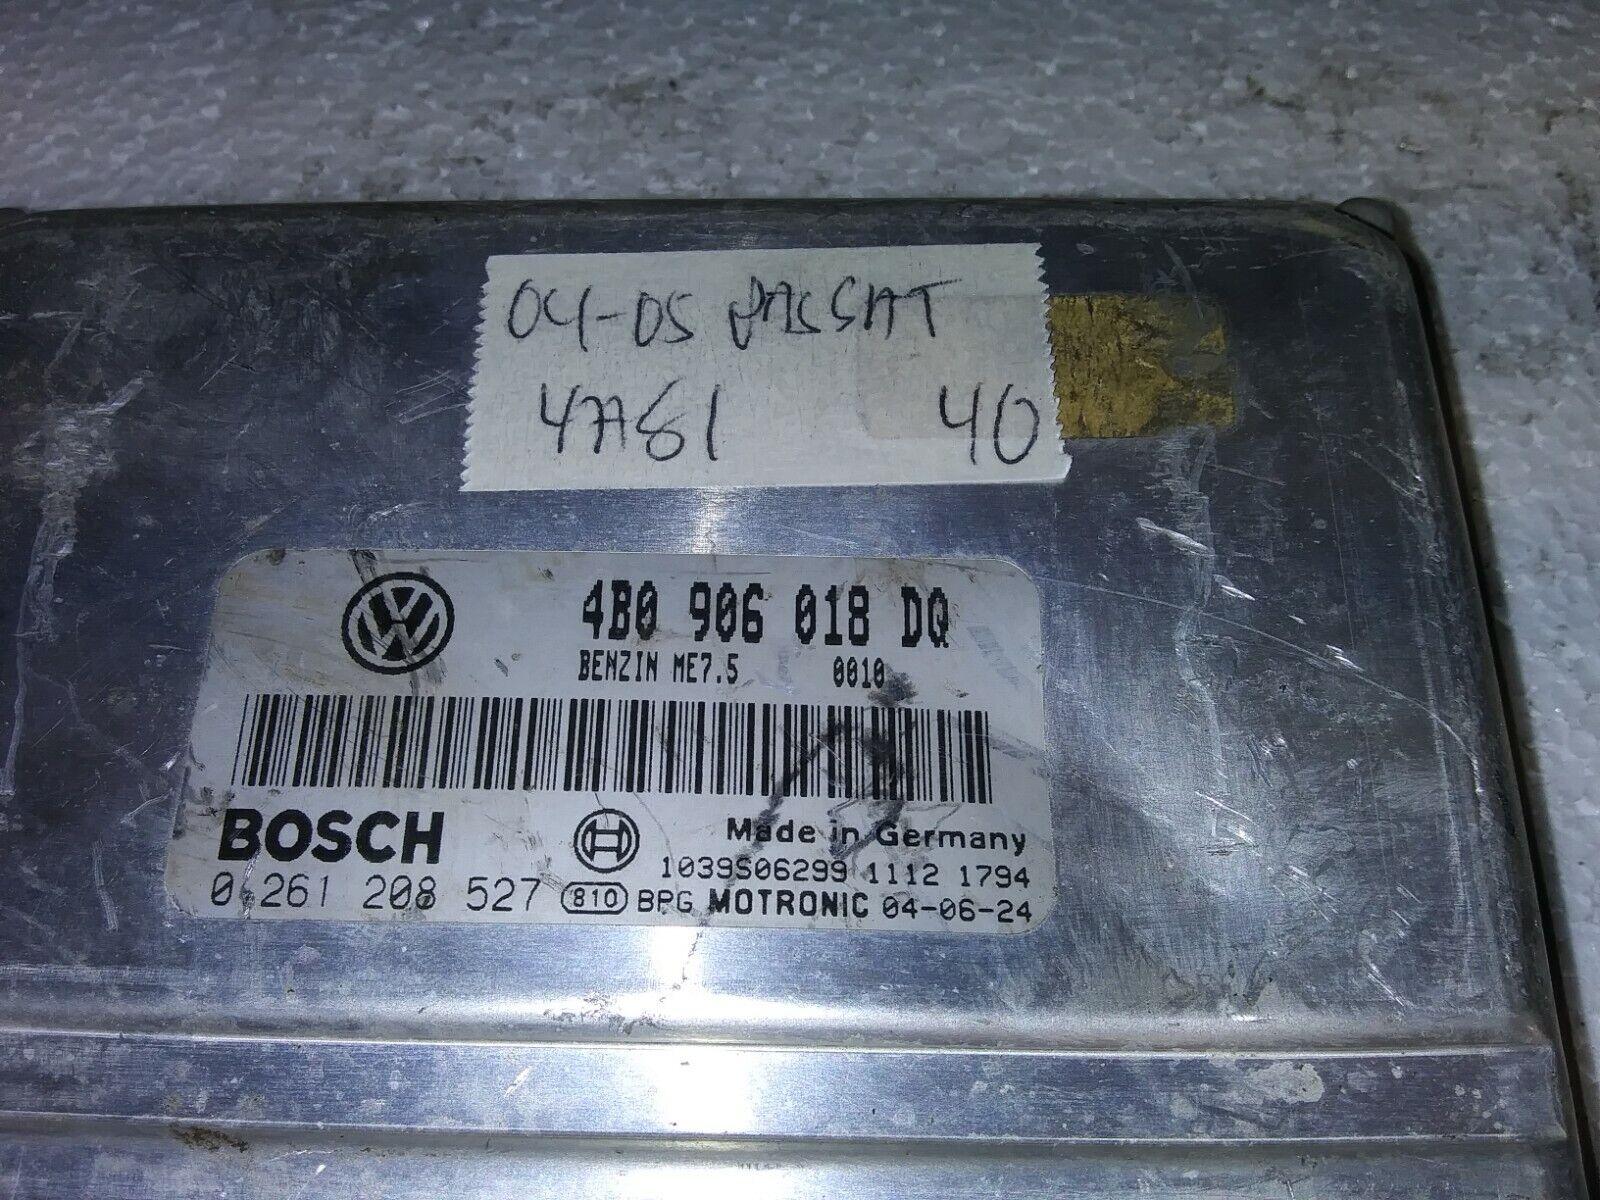 04-05 PASSAT
4A61 40
4B0 906 018 DQ
BENZIN ME7.5 0010
BOSCH
Made in Germany
1039S06299 1112 1794
0 261 208 527 810 BPG MOTRONIC 04-06-24